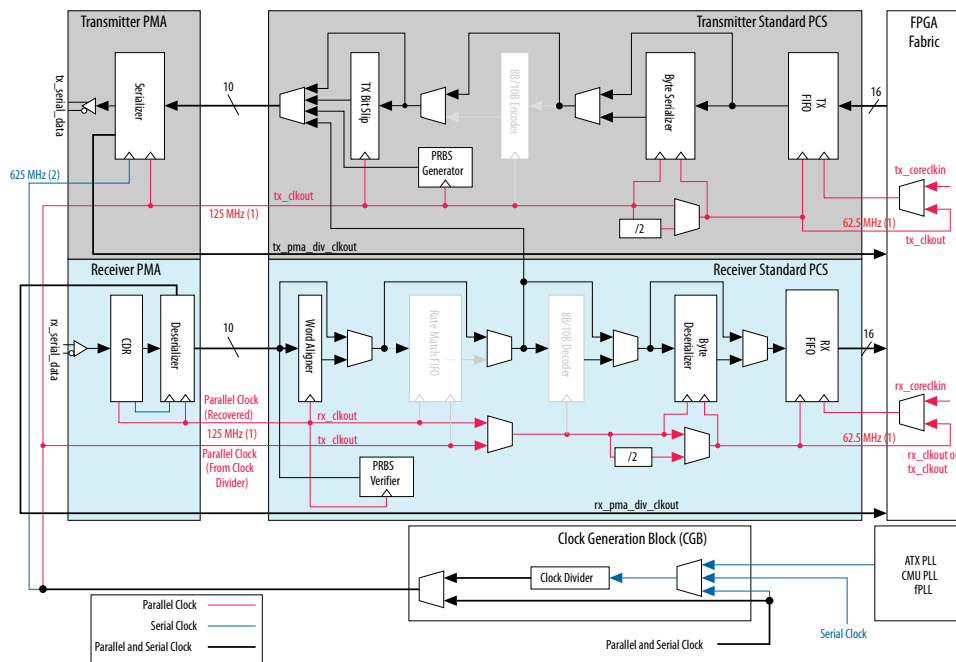 Transmitter PMA
Transmitter Standard PCS
FPGA
Fabric
tx_serial_data
Serializer
10
TX Bit Slip
8B/10B Encoder
Byte Serializer
TX
FIFO
16
PRBS
Generator
625 MHz (2)
tx_clkout
125 MHz (1)
/2
tx_coreclkin
62.5 MHz (1)
tx_clkout
tx_pma_div_clkout
Receiver PMA
Receiver Standard PCS
rx_serial_data
CDR
Deserializer
10
Word Aligner
Rate Match FIFO
8B/10B Decoder
Byte
Deserializer
RX
FIFO
16
Parallel Clock
(Recovered)
rx_clkout
125 MHz (1)
tx_clkout
Parallel Clock
(From Clock
Divider)
/2
rx_coreclkin
62.5 MHz (1)
rx_clkout or
tx_clkout
PRBS
Verifier
rx_pma_div_clkout
Clock Generation Block (CGB)
Clock Divider
ATX PLL
CMU PLL
fPLL
Serial Clock
Parallel and Serial Clock
Parallel Clock
Serial Clock
Parallel and Serial Clock